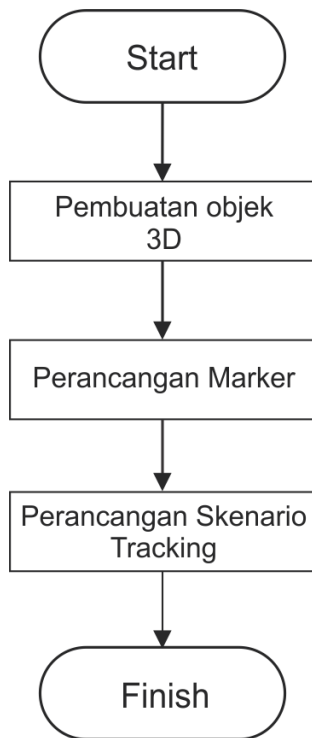 Start
Pembuatan objek
3D
Perancangan Marker
Perancangan Skenario
Tracking
Finish